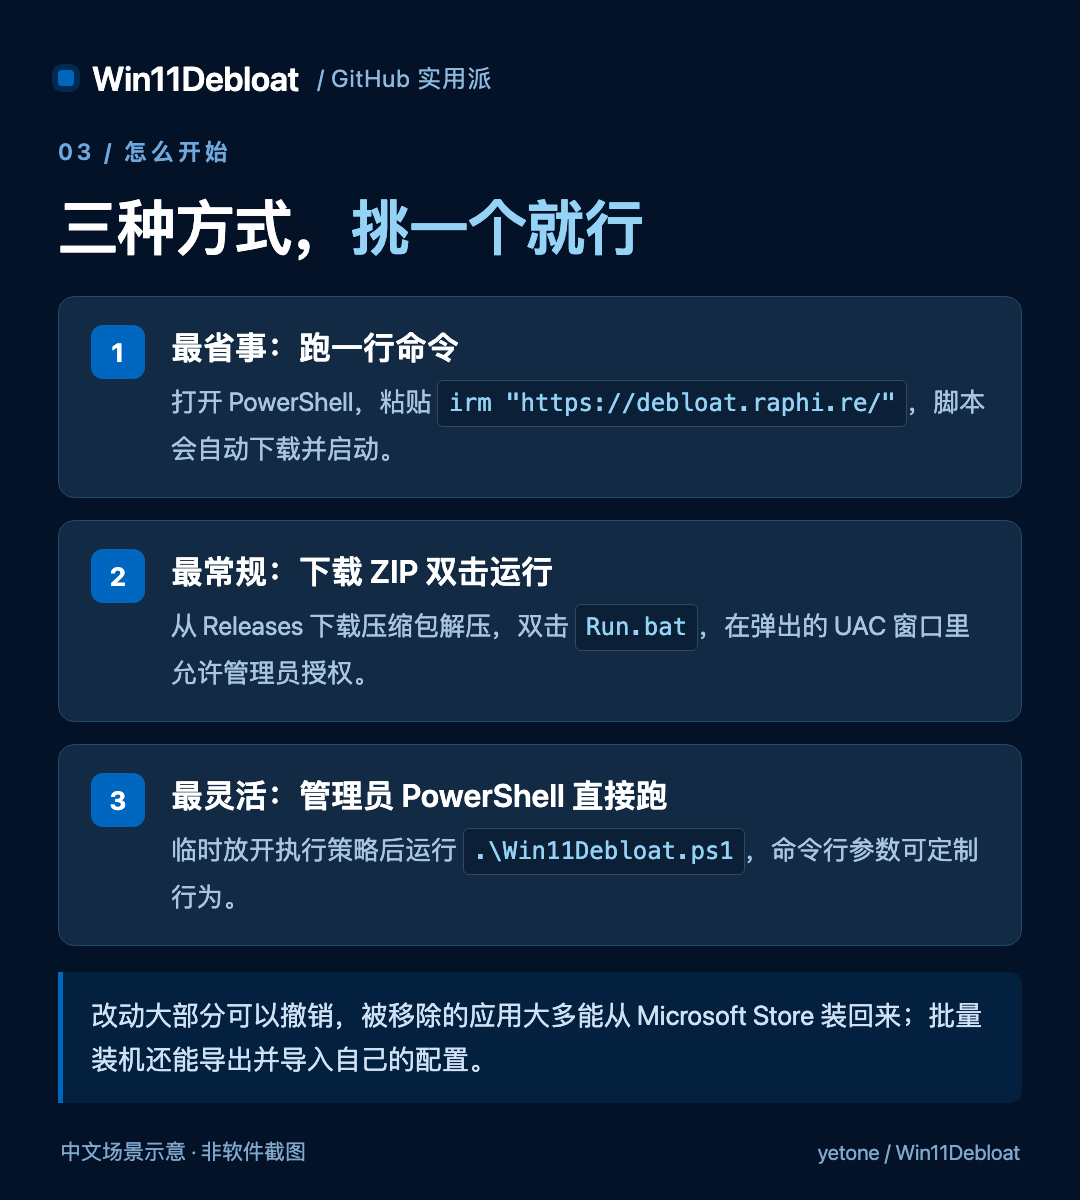 Win11Debloat / GitHub 实用派
03 / 怎么开始
三种方式，挑一个就行
1 最省事：跑一行命令
打开 PowerShell，粘贴 irm "https://debloat.raphi.re/"，脚本
会自动下载并启动。
2 最常规：下载 ZIP 双击运行
从 Releases 下载压缩包解压，双击 Run.bat，在弹出的 UAC 窗口里
允许管理员授权。
3 最灵活：管理员 PowerShell 直接跑
临时放开执行策略后运行 .\Win11Debloat.ps1，命令行参数可定制
行为。
改动大部分可以撤销，被移除的应用大多能从 Microsoft Store 装回来；批量
装机还能导出并导入自己的配置。
中文场景示意 · 非软件截图
yetone / Win11Debloat